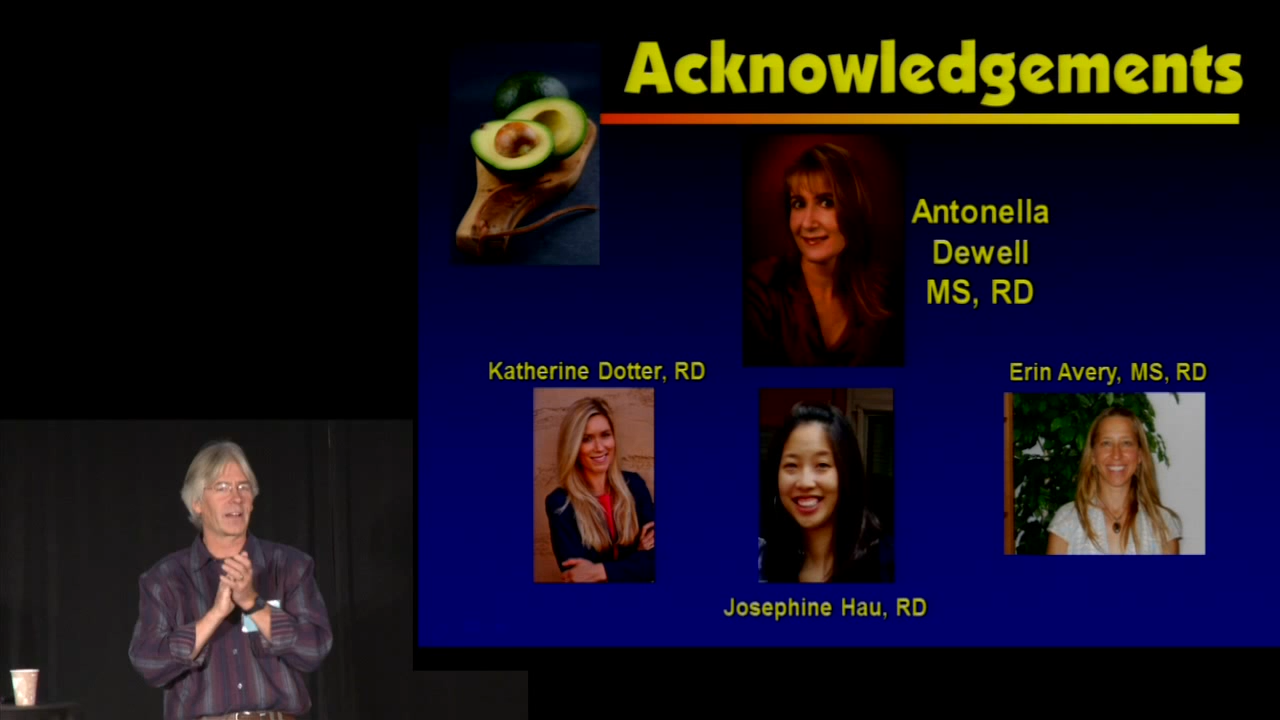 Acknowledgements
Antonella
Dewell
MS, RD
Katherine Dotter, RD
Erin Avery, MS, RD
Josephine Hau, RD